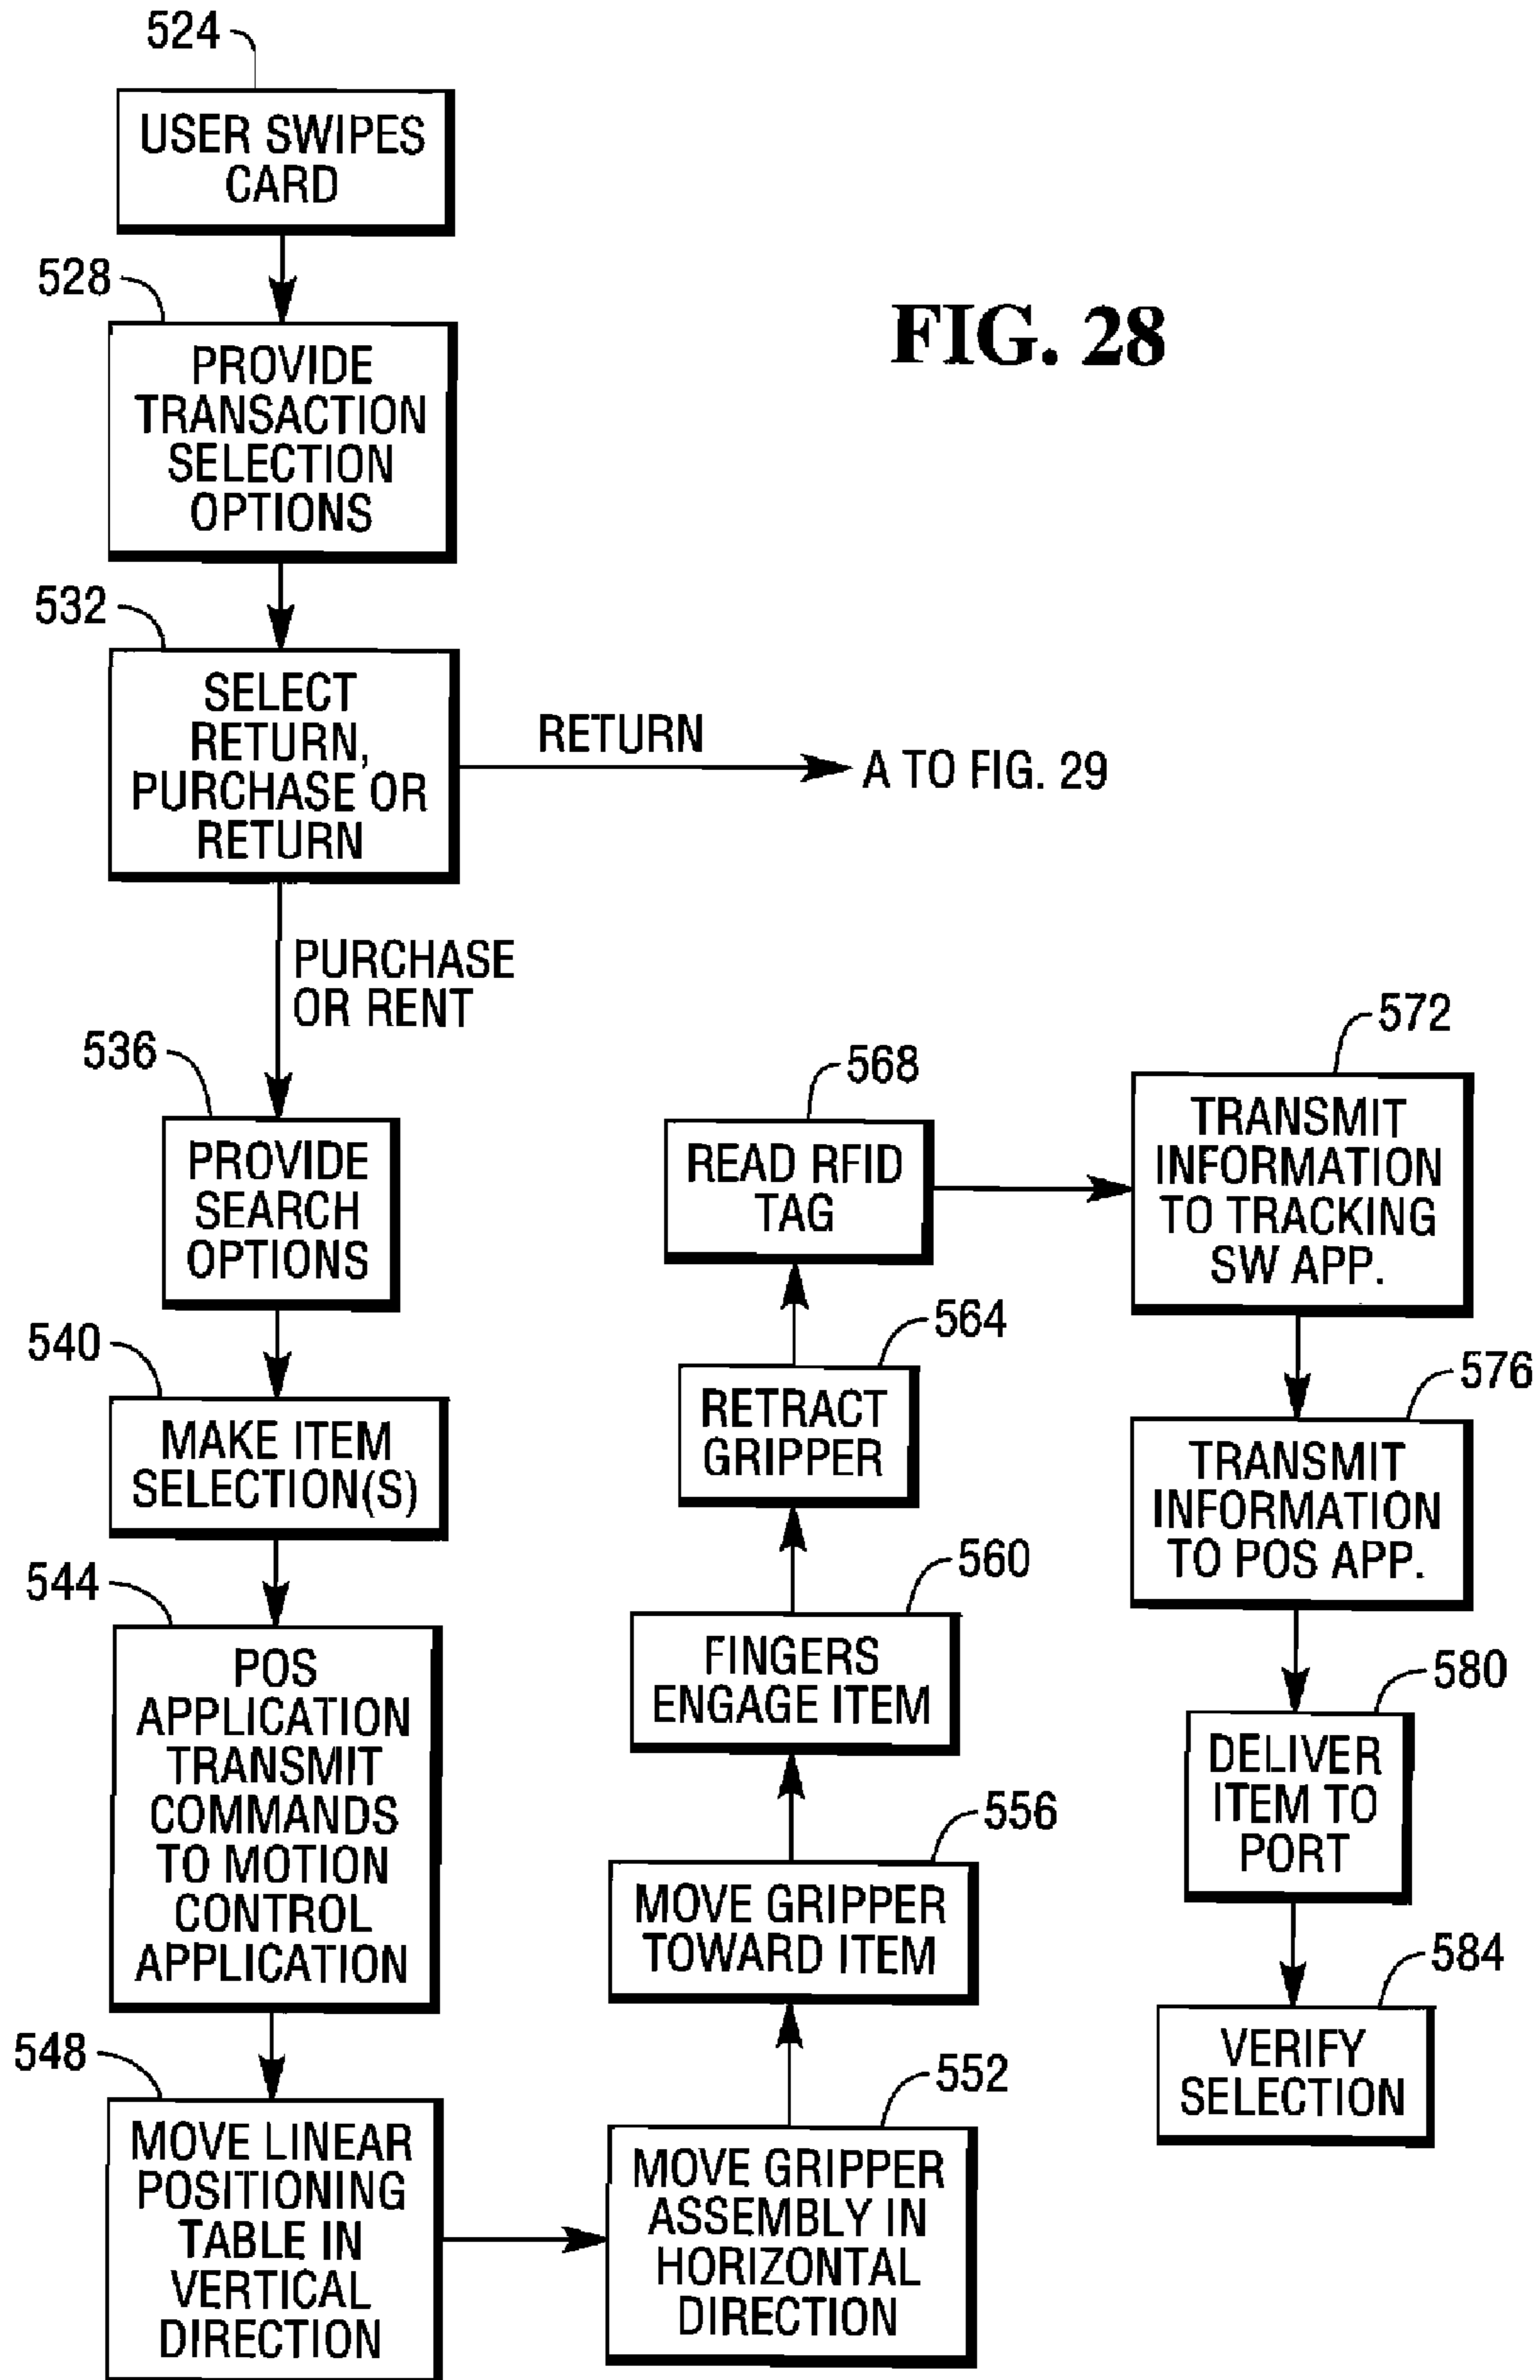 524
USER SWIPES
CARD
528
PROVIDE
TRANSACTION
SELECTION
OPTIONS
FIG. 28
532
SELECT
RETURN,
PURCHASE OR
RETURN
RETURN
A TO FIG. 29
PURCHASE
OR RENT
536
PROVIDE
SEARCH
OPTIONS
540
MAKE ITEM
SELECTION(S)
544
POS
APPLICATION
TRANSMIT
COMMANDS
TO MOTION
CONTROL
APPLICATION
548
MOVE LINEAR
POSITIONING
TABLE IN
VERTICAL
DIRECTION
552
MOVE GRIPPER
ASSEMBLY IN
HORIZONTAL
DIRECTION
556
MOVE GRIPPER
TOWARD ITEM
560
FINGERS
ENGAGE ITEM
564
RETRACT
GRIPPER
568
READ RFID
TAG
572
TRANSMIT
INFORMATION
TO TRACKING
SW APP.
576
TRANSMIT
INFORMATION
TO POS APP.
580
DELIVER
ITEM TO
PORT
584
VERIFY
SELECTION